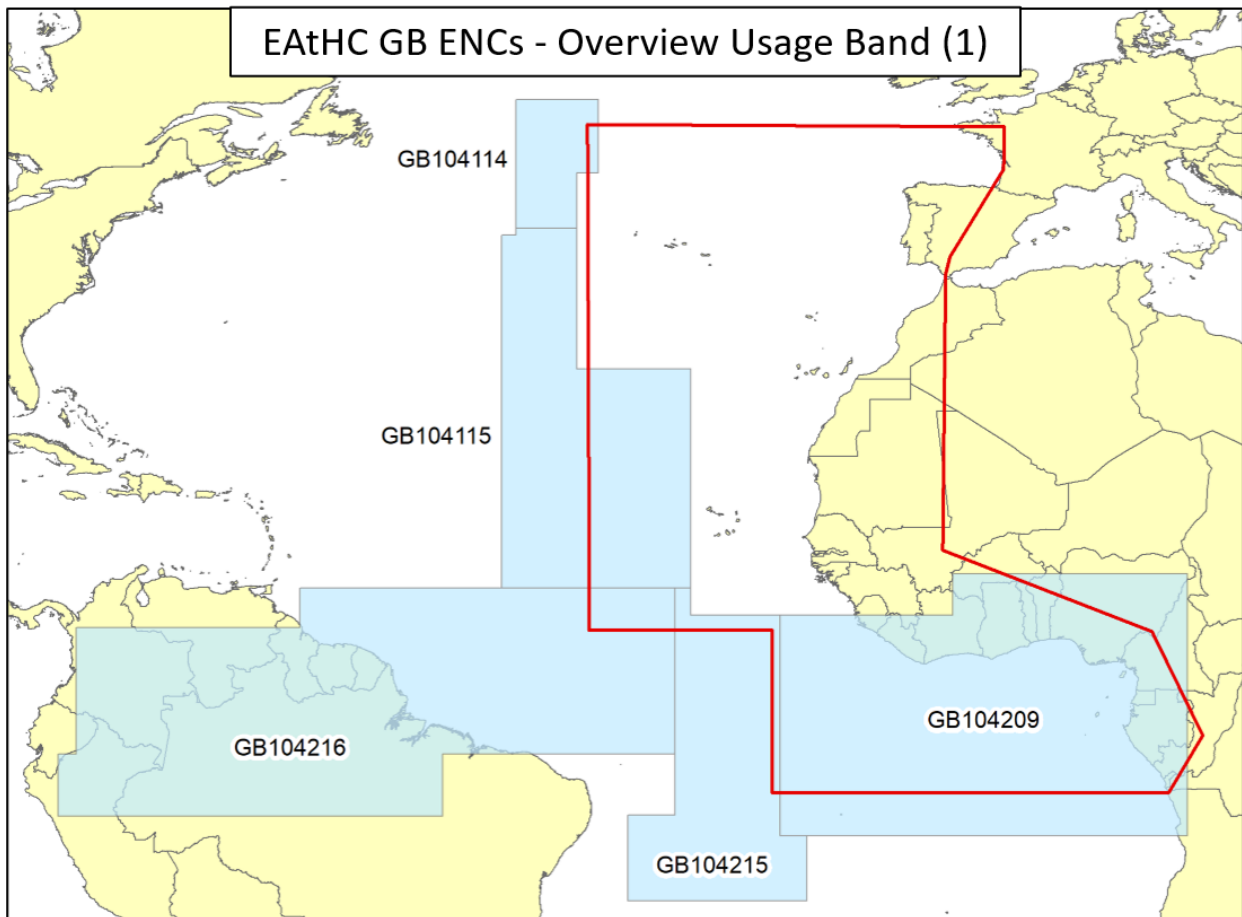 EAtHC GB ENCs - Overview Usage Band (1)
GB104114
GB104115
GB104209
GB104216
GB104215